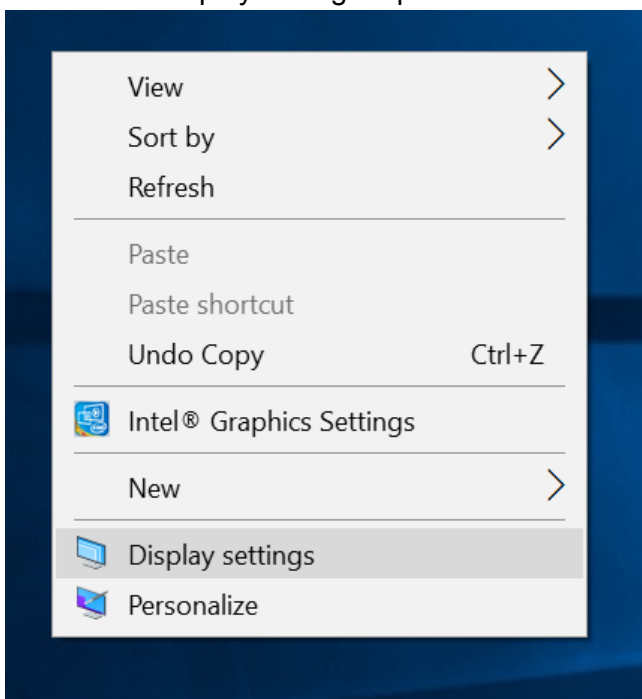 View
Sort by
Refresh
Paste
Paste shortcut
Undo Copy Ctrl+Z
Intel® Graphics Settings
New
Display settings
Personalize